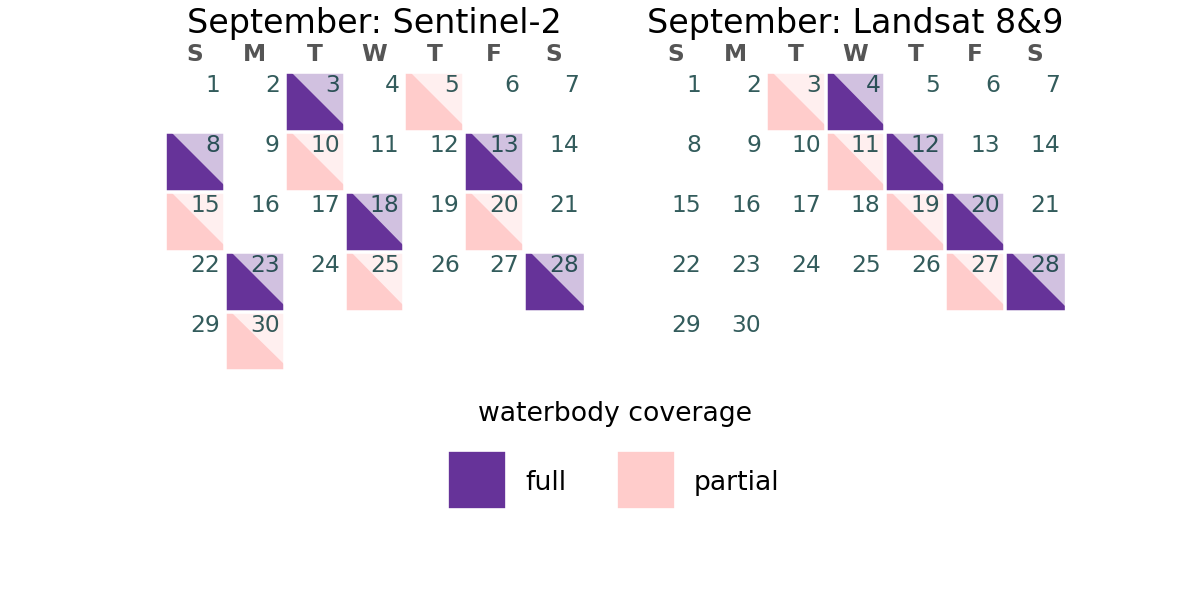 September: Sentinel-2
S M T W T F S
1 2 3 4 5 6 7
8 9 10 11 12 13 14
15 16 17 18 19 20 21
22 23 24 25 26 27 28
29 30
September: Landsat 8&9
S M T W T F S
1 2 3 4 5 6 7
8 9 10 11 12 13 14
15 16 17 18 19 20 21
22 23 24 25 26 27 28
29 30
waterbody coverage
full partial